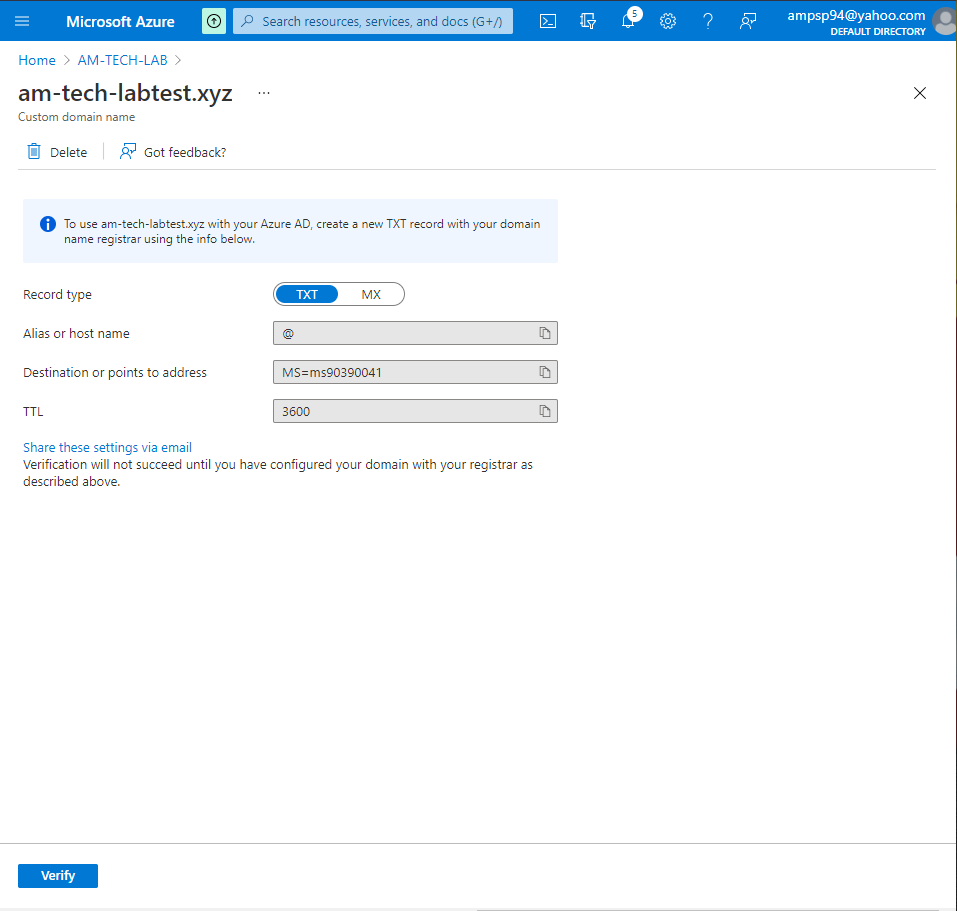 Microsoft Azure
Search resources, services, and docs (G+/)
5
ampsp94@yahoo.com
DEFAULT DIRECTORY
Home > AM-TECH-LAB >
am-tech-labtest.xyz ...
Custom domain name
Delete
Got feedback?
To use am-tech-labtest.xyz with your Azure AD, create a new TXT record with your domain
name registrar using the info below.
Record type
TXT
MX
Alias or host name
@
Destination or points to address
MS=ms90390041
TTL
3600
Share these settings via email
Verification will not succeed until you have configured your domain with your registrar as
described above.
Verify